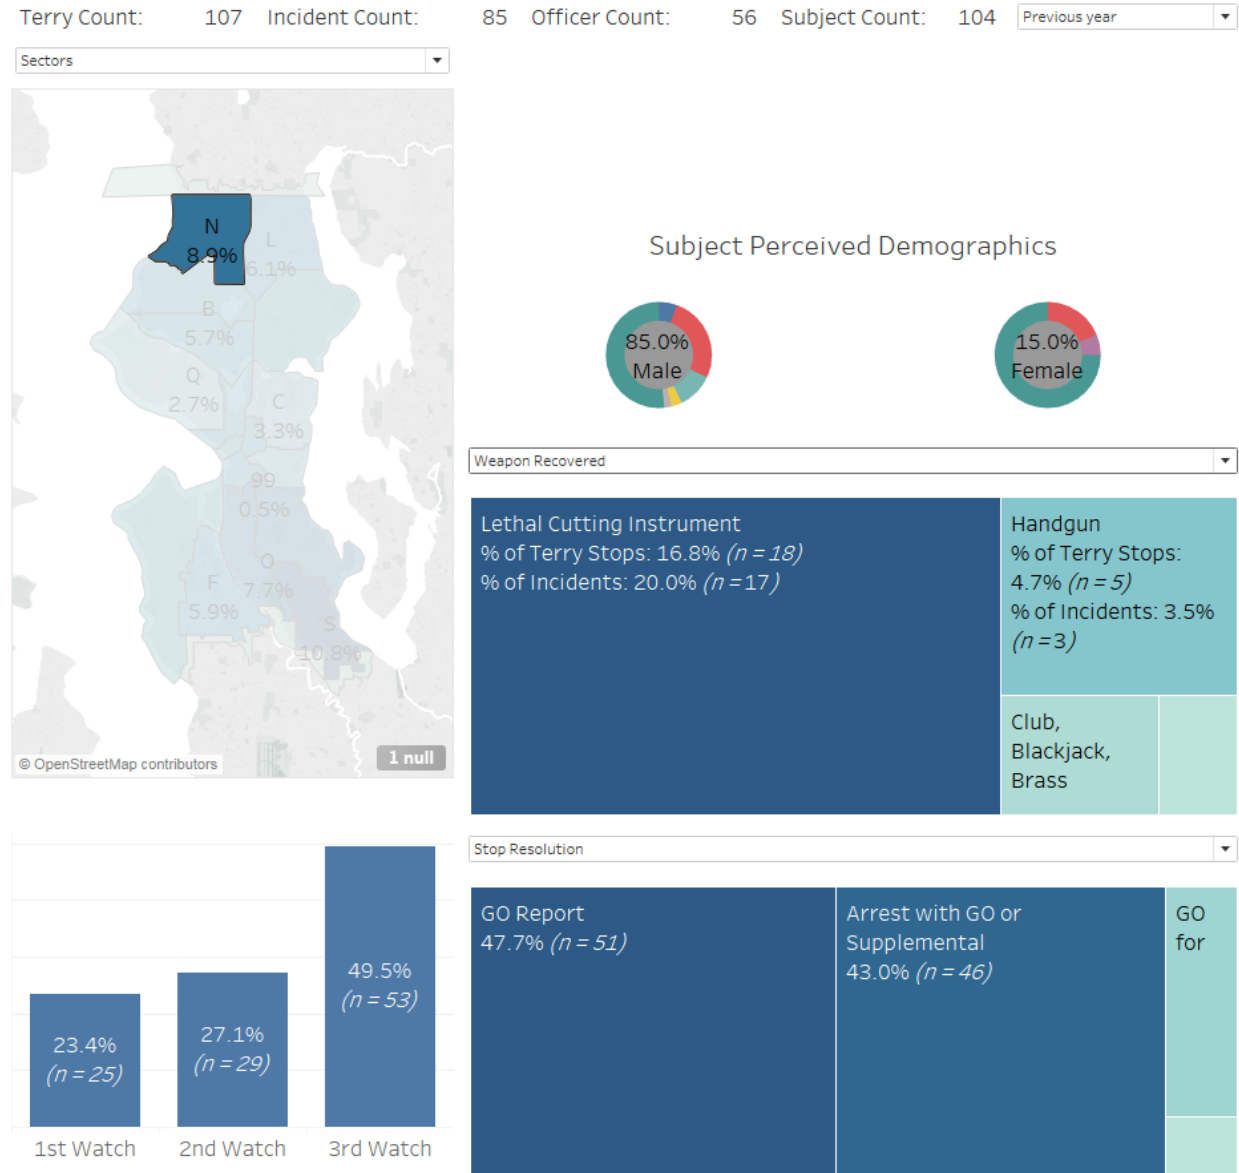 Terry Count: 107 Incident Count: 85 Officer Count: 56 Subject Count: 104 Previous year
Sectors
N
8.9%
L
6.1%
B
5.7%
Q
2.7%
C
3.3%
99
0.5%
O
7.7%
F
5.9%
S
10.8%
1 null
© OpenStreetMap contributors
Subject Perceived Demographics
85.0%
Male
15.0%
Female
Weapon Recovered
Lethal Cutting Instrument
% of Terry Stops: 16.8% (n = 18)
% of Incidents: 20.0% (n =17)
Handgun
% of Terry Stops:
4.7% (n = 5)
% of Incidents: 3.5%
(n =3)
Club,
Blackjack,
Brass
23.4%
(n = 25)
27.1%
(n = 29)
49.5%
(n = 53)
1st Watch 2nd Watch 3rd Watch
Stop Resolution
GO Report
47.7% (n = 51)
Arrest with GO or
Supplemental
43.0% (n = 46)
GO
for